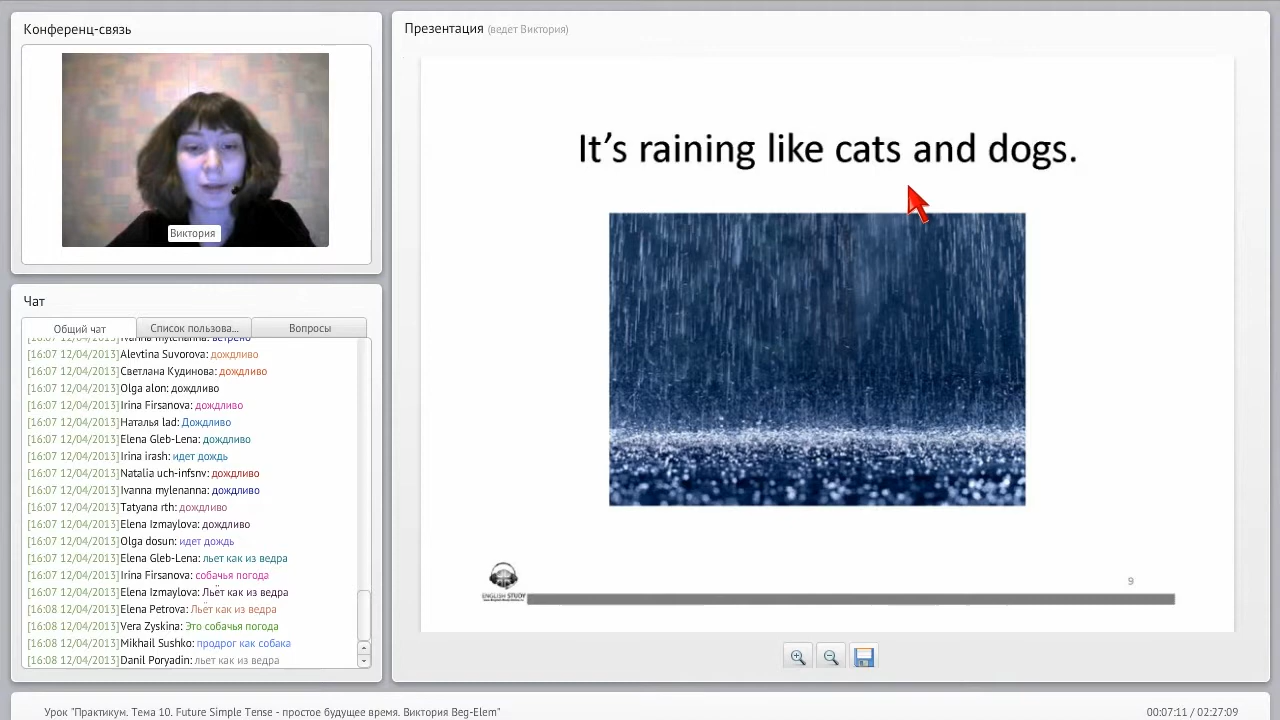 Конференц-связь
Виктория
Чат
Общий чат
Список пользова...
Вопросы
[16:07 12/04/2013]Ivanna mylenanna: ветрено
[16:07 12/04/2013]Alevtina Suvorova: дождливо
[16:07 12/04/2013]Светлана Кудинова: дождливо
[16:07 12/04/2013]Olga alon: дождливо
[16:07 12/04/2013]Irina Firsanova: дождливо
[16:07 12/04/2013]Наталья lad: Дождливо
[16:07 12/04/2013]Elena Gleb-Lena: дождливо
[16:07 12/04/2013]Irina irash: идет дождь
[16:07 12/04/2013]Natalia uch-infsnv: дождливо
[16:07 12/04/2013]Ivanna mylenanna: дождливо
[16:07 12/04/2013]Tatyana rth: дождливо
[16:07 12/04/2013]Elena Izmaylova: дождливо
[16:07 12/04/2013]Olga dosun: идет дождь
[16:07 12/04/2013]Elena Gleb-Lena: льет как из ведра
[16:07 12/04/2013]Irina Firsanova: собачья погода
[16:07 12/04/2013]Elena Izmaylova: Льёт как из ведра
[16:08 12/04/2013]Elena Petrova: Льёт как из ведра
[16:08 12/04/2013]Vera Zyskina: Это собачья погода
[16:08 12/04/2013]Mikhail Sushko: продрог как собака
[16:08 12/04/2013]Danil Poryadin: льет как из ведра
Презентация (ведет Виктория)
It’s raining like cats and dogs.
ENGLISH STUDY
9
Урок "Практикум. Тема 10. Future Simple Tense - простое будущее время. Виктория Beg-Elem"
00:07:11 / 02:27:09